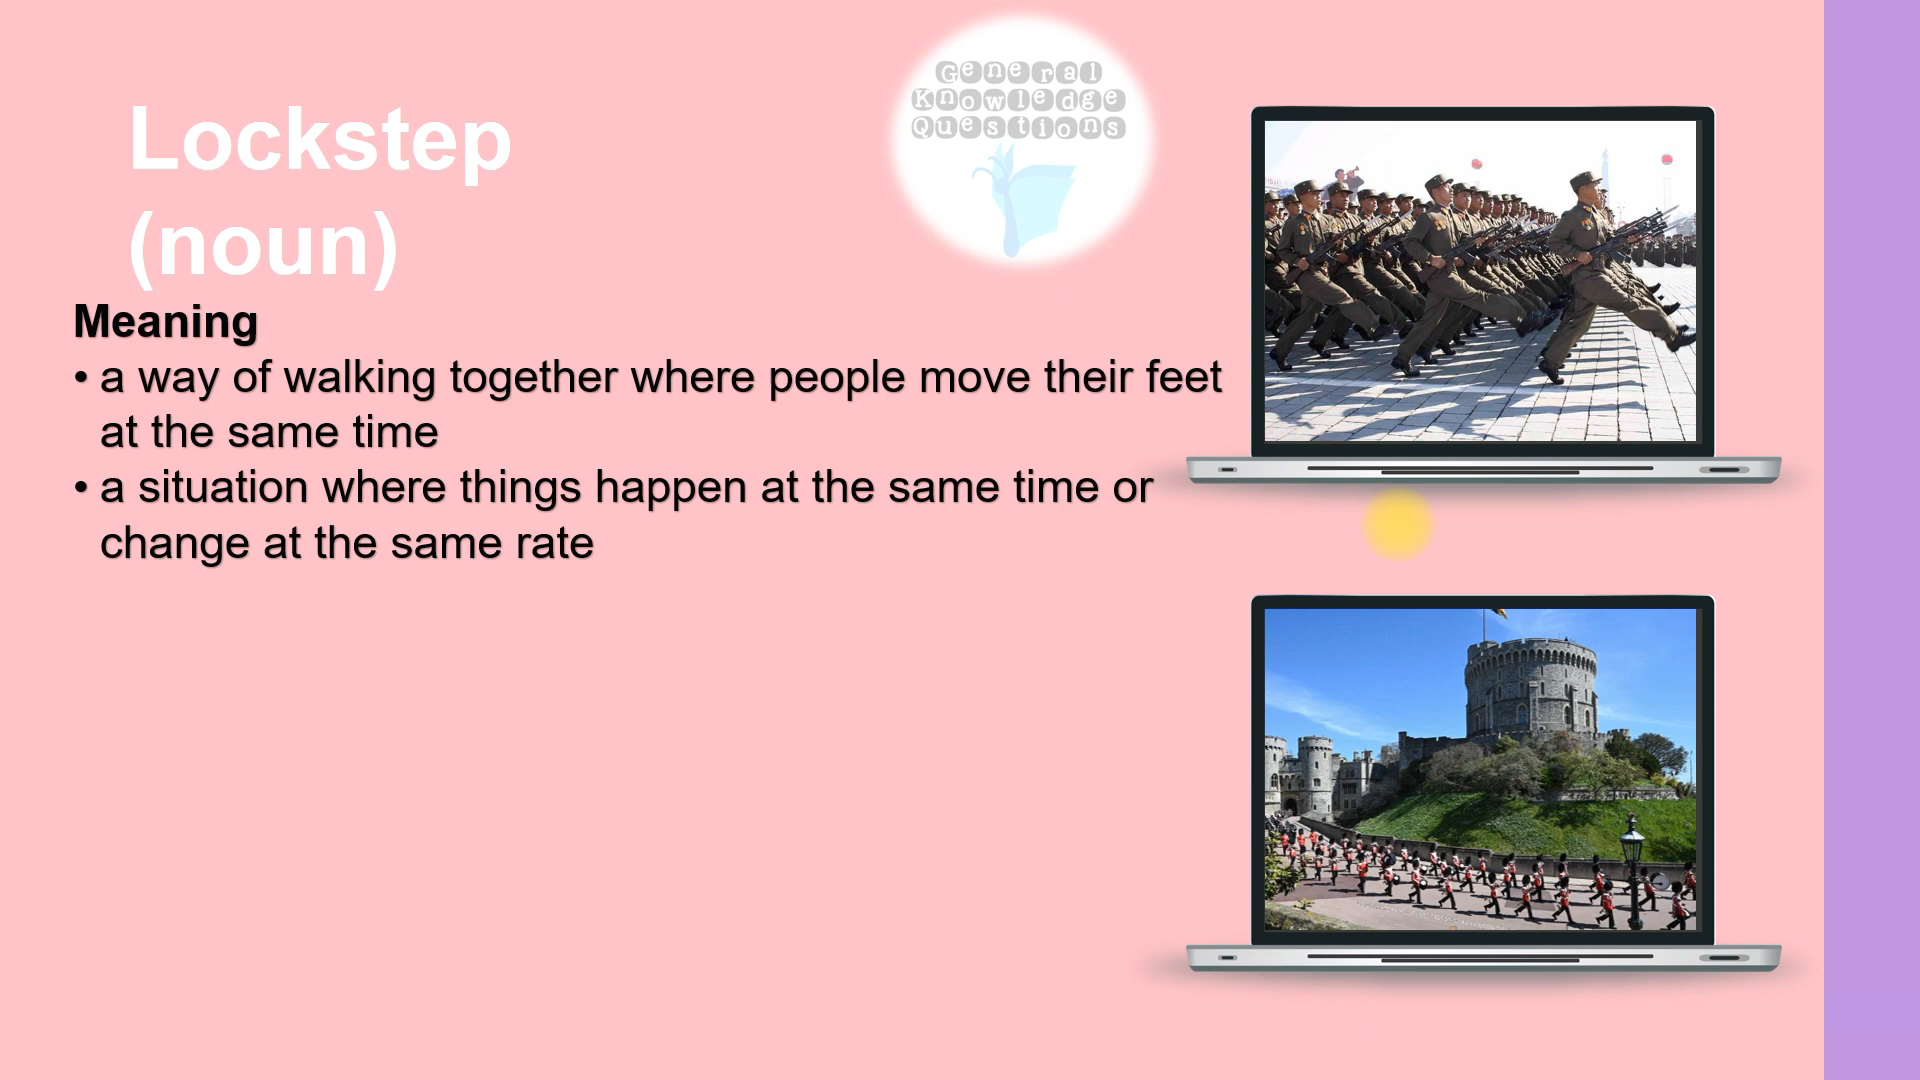 General
Knowledge
Questions
Lockstep
(noun)
Meaning
• a way of walking together where people move their feet
at the same time
• a situation where things happen at the same time or
change at the same rate